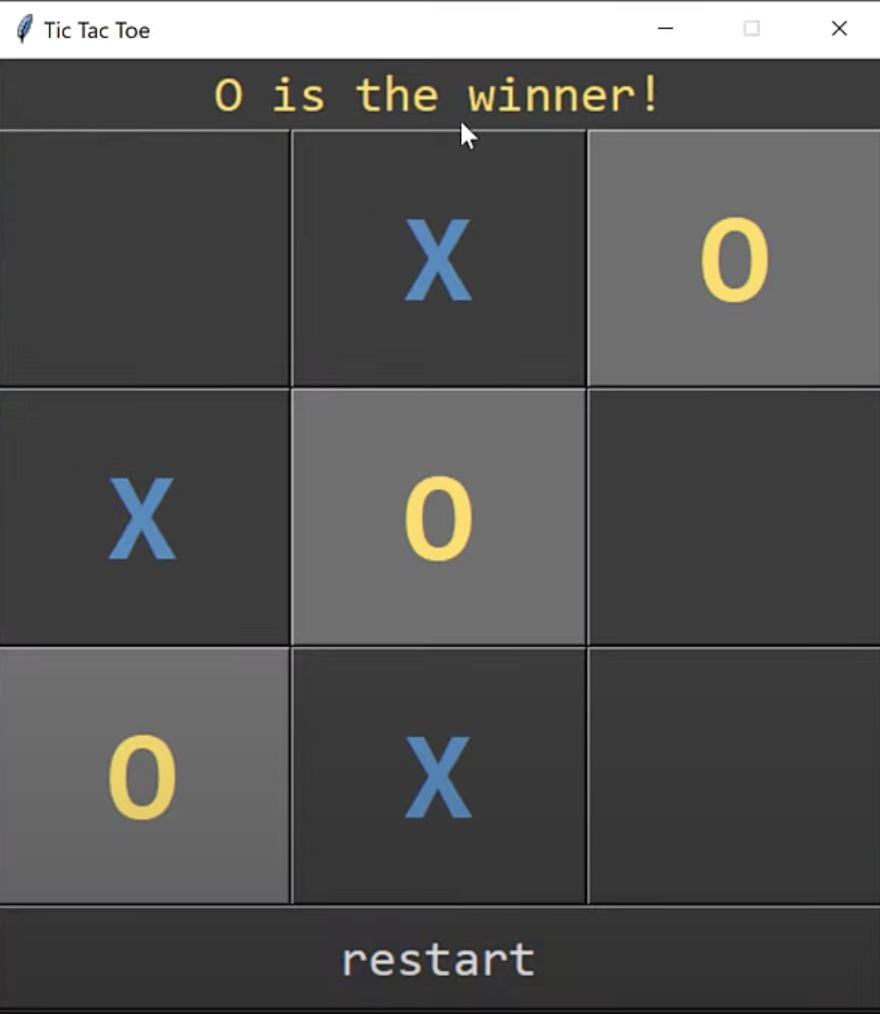 Tic Tac Toe
O is the winner!
X O
X O
O X
restart